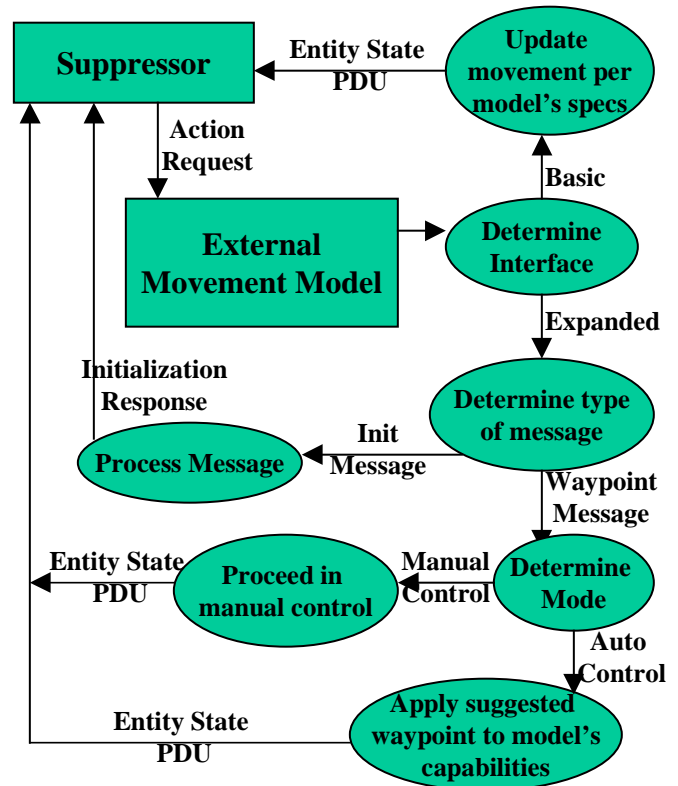 Suppressor
Entity State
PDU
Update
movement per
model's specs
Action
Request
Basic
External
Movement Model
Determine
Interface
Expanded
Initialization
Response
Determine type
of message
Init
Message
Process Message
Waypoint
Message
Entity State
PDU
Proceed in
manual control
Manual
Control
Determine
Mode
Auto
Control
Entity State
PDU
Apply suggested
waypoint to model's
capabilities